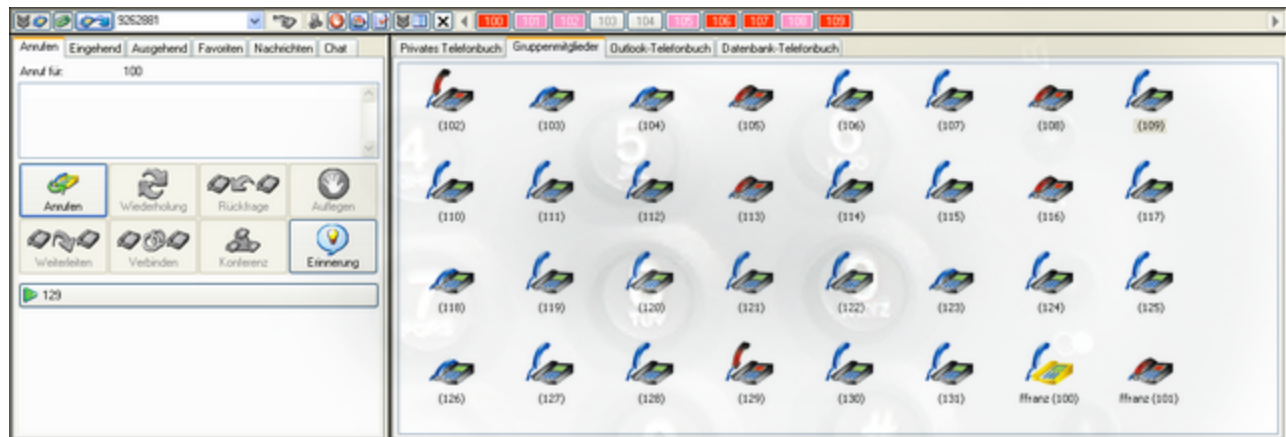 9262881 100 101 102 103 104 105 106 107 108 109
Anrufen Eingehend Ausgehend Favoriten Nachrichten Chat
Privates Telefonbuch Gruppenmitglieder Outlook-Telefonbuch Datenbank-Telefonbuch
Anruf für: 100
(102) (103) (104) (105) (106) (107) (108) (109)
Anrufen Wiederholung Rückfrage Auflegen
(110) (111) (112) (113) (114) (115) (116) (117)
Weiterleiten Verbinden Konferenz Erinnerung
129
(118) (119) (120) (121) (122) (123) (124) (125)
(126) (127) (128) (129) (130) (131) ffranz (100) ffranz (101)